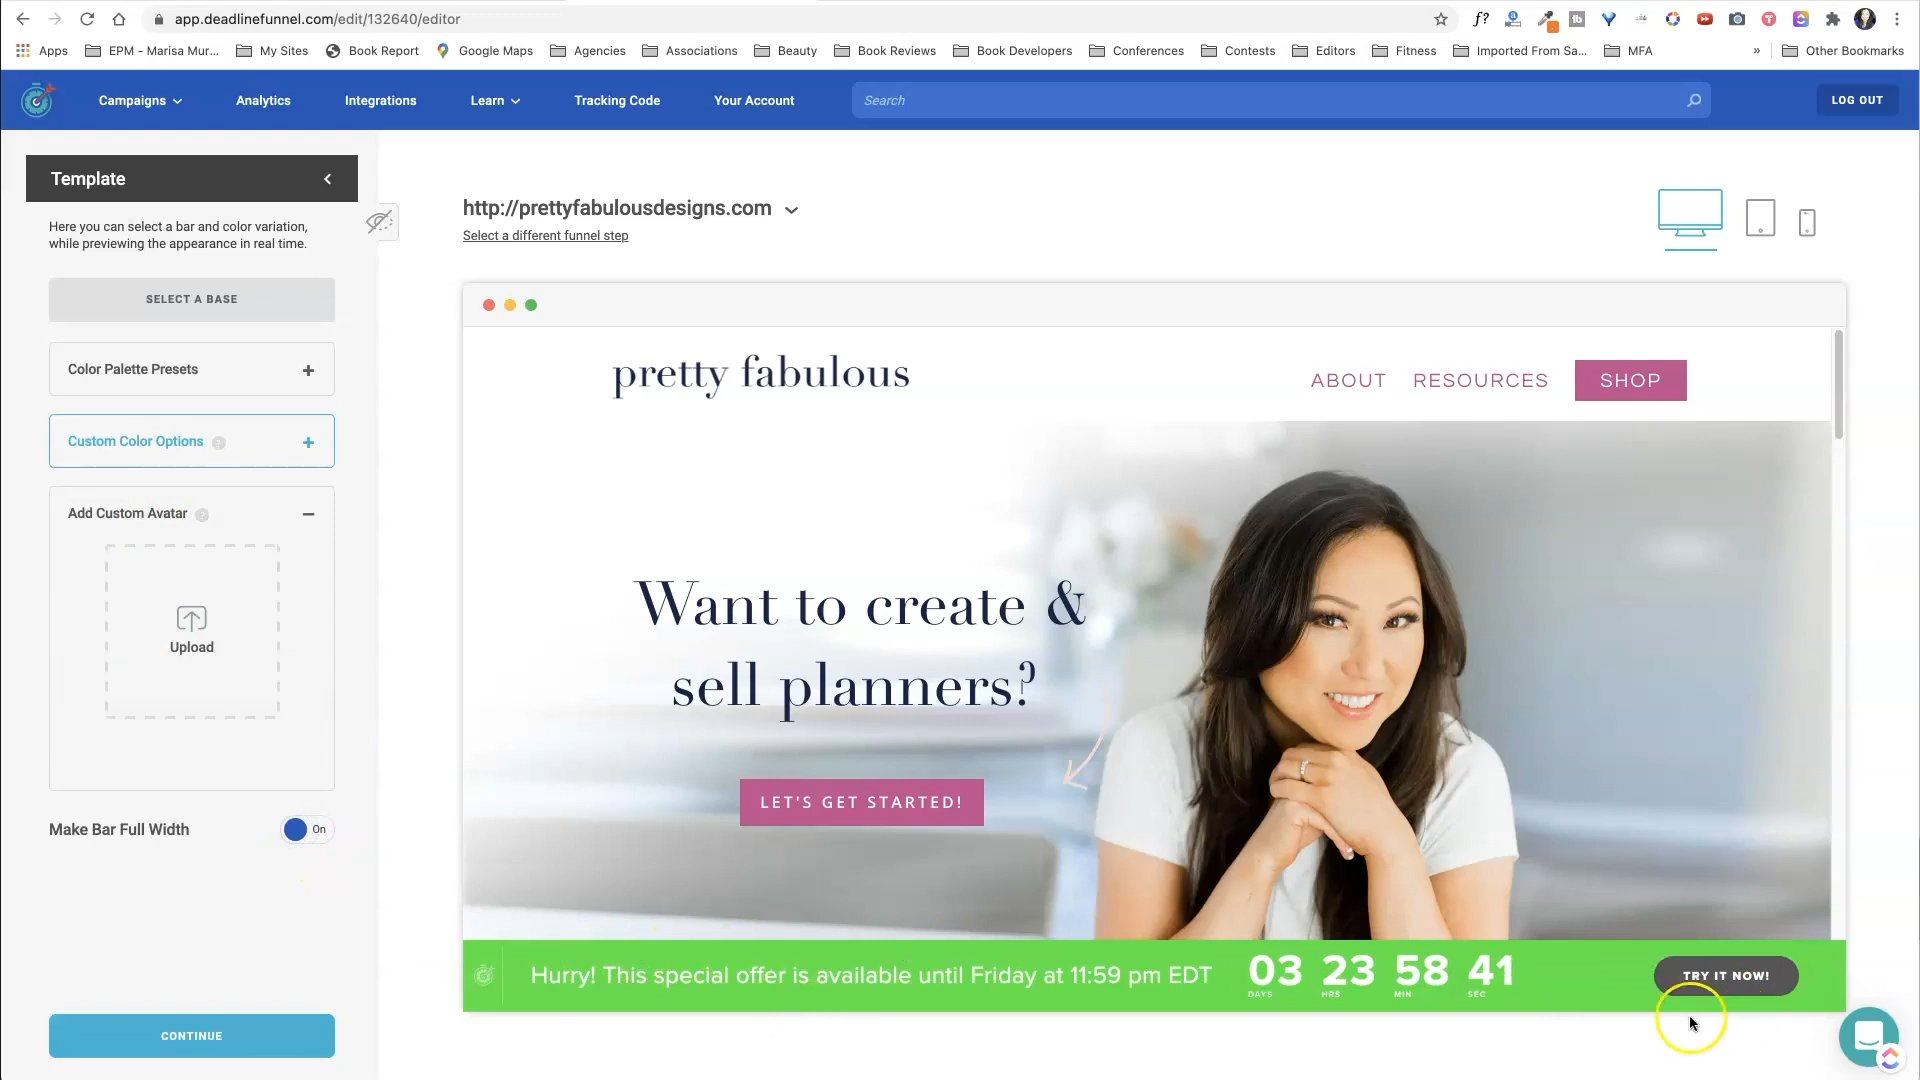 app.deadlinefunnel.com/edit/132640/editor
Apps
EPM - Marisa Mur...
My Sites
Book Report
Google Maps
Agencies
Associations
Beauty
Book Reviews
Book Developers
Conferences
Contests
Editors
Fitness
Imported From Sa...
MFA
»
Other Bookmarks
Campaigns
Analytics
Integrations
Learn
Tracking Code
Your Account
Search
LOG OUT
Template
Here you can select a bar and color variation,
while previewing the appearance in real time.
SELECT A BASE
Color Palette Presets +
Custom Color Options ? +
Add Custom Avatar ? −
Upload
Make Bar Full Width
On
CONTINUE
http://prettyfabulousdesigns.com
Select a different funnel step
pretty fabulous
ABOUT
RESOURCES
SHOP
Want to create &
sell planners?
LET'S GET STARTED!
Hurry! This special offer is available until Friday at 11:59 pm EDT
03 23 58 41
DAYS HRS MIN SEC
TRY IT NOW!